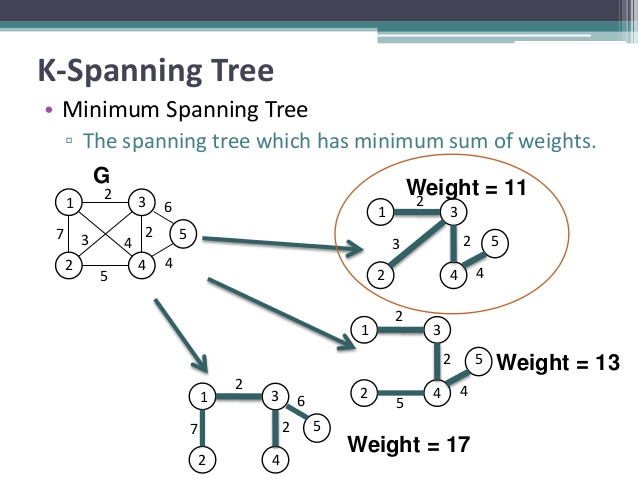 K-Spanning Tree
• Minimum Spanning Tree
▫ The spanning tree which has minimum sum of weights.
G
1 2 3 6
7 3 4 2 5
2 5 4 4
Weight = 11
1 2 3
3 2 5
2 4 4
1 2 3
2 5 Weight = 13
2 5 4 4
1 2 3 6
7 2 5
2 4
Weight = 17